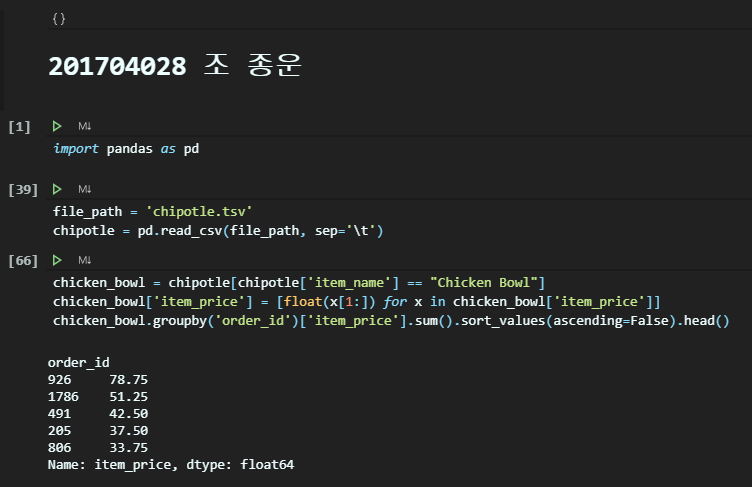 {}
201704028 조 종운
[1]
M↓
import pandas as pd
[39]
M↓
file_path = 'chipotle.tsv'
chipotle = pd.read_csv(file_path, sep='\t')
[66]
M↓
chicken_bowl = chipotle[chipotle['item_name'] == "Chicken Bowl"]
chicken_bowl['item_price'] = [float(x[1:]) for x in chicken_bowl['item_price']]
chicken_bowl.groupby('order_id')['item_price'].sum().sort_values(ascending=False).head()
order_id
926     78.75
1786    51.25
491     42.50
205     37.50
806     33.75
Name: item_price, dtype: float64